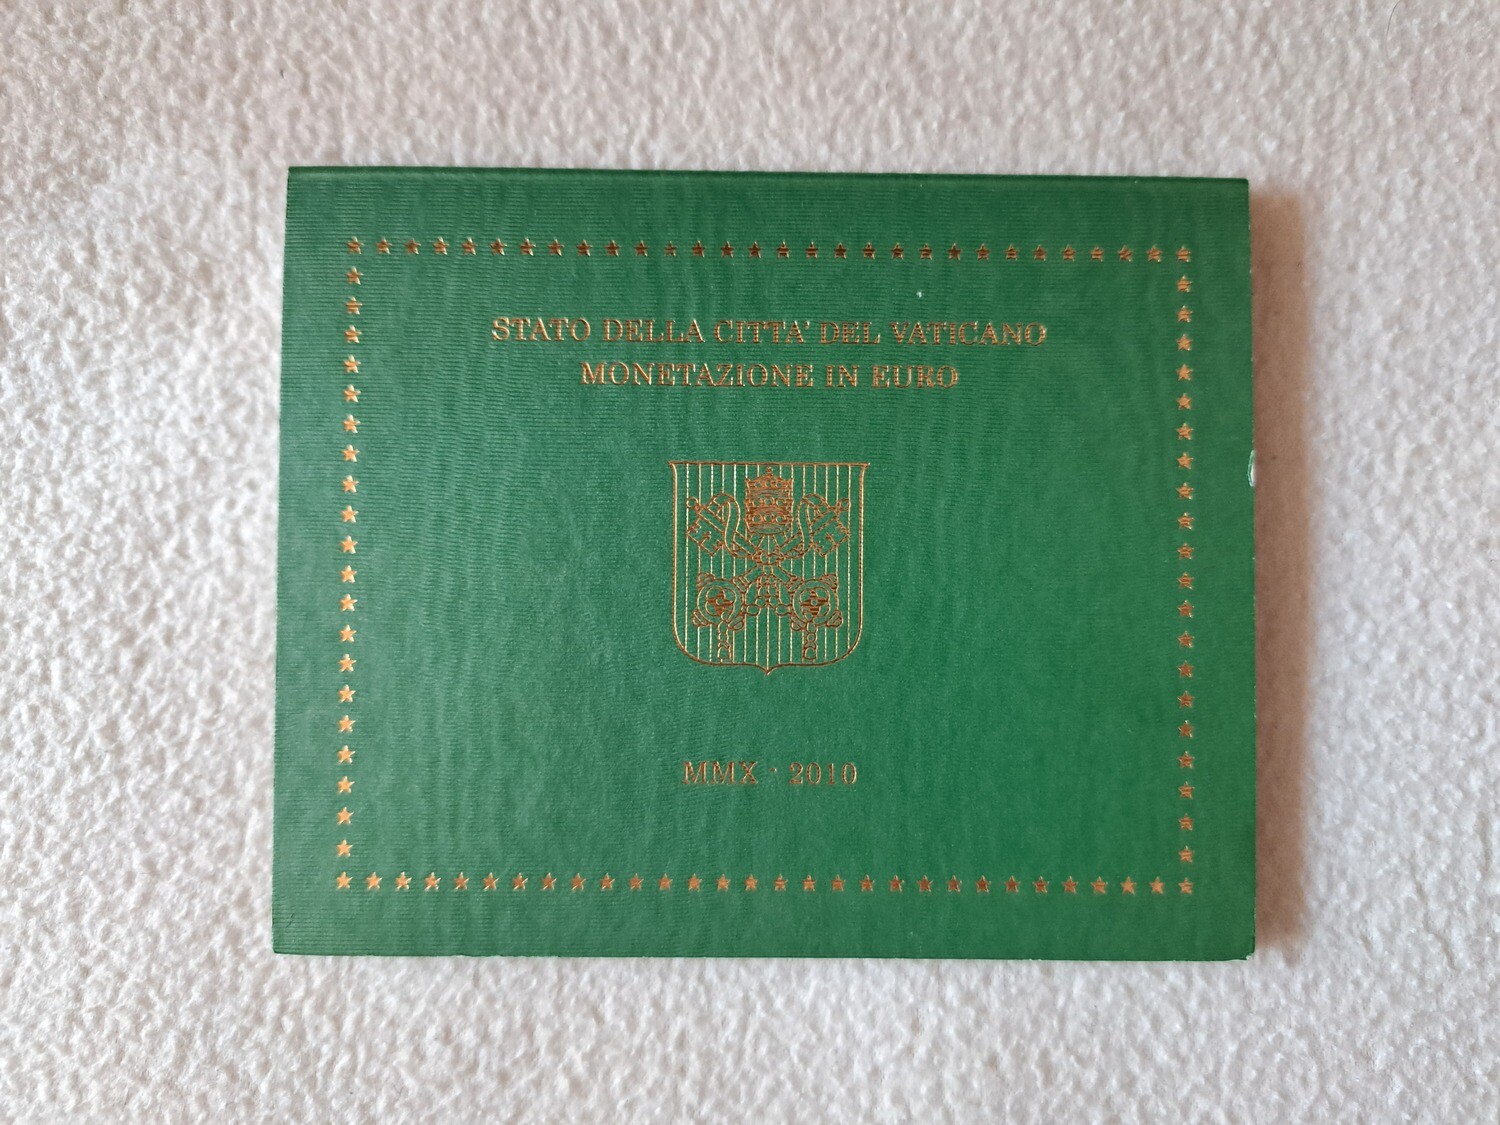 STATO DELLA CITTA' DEL VATICANO
MONETAZIONE IN EURO
MMX · 2010